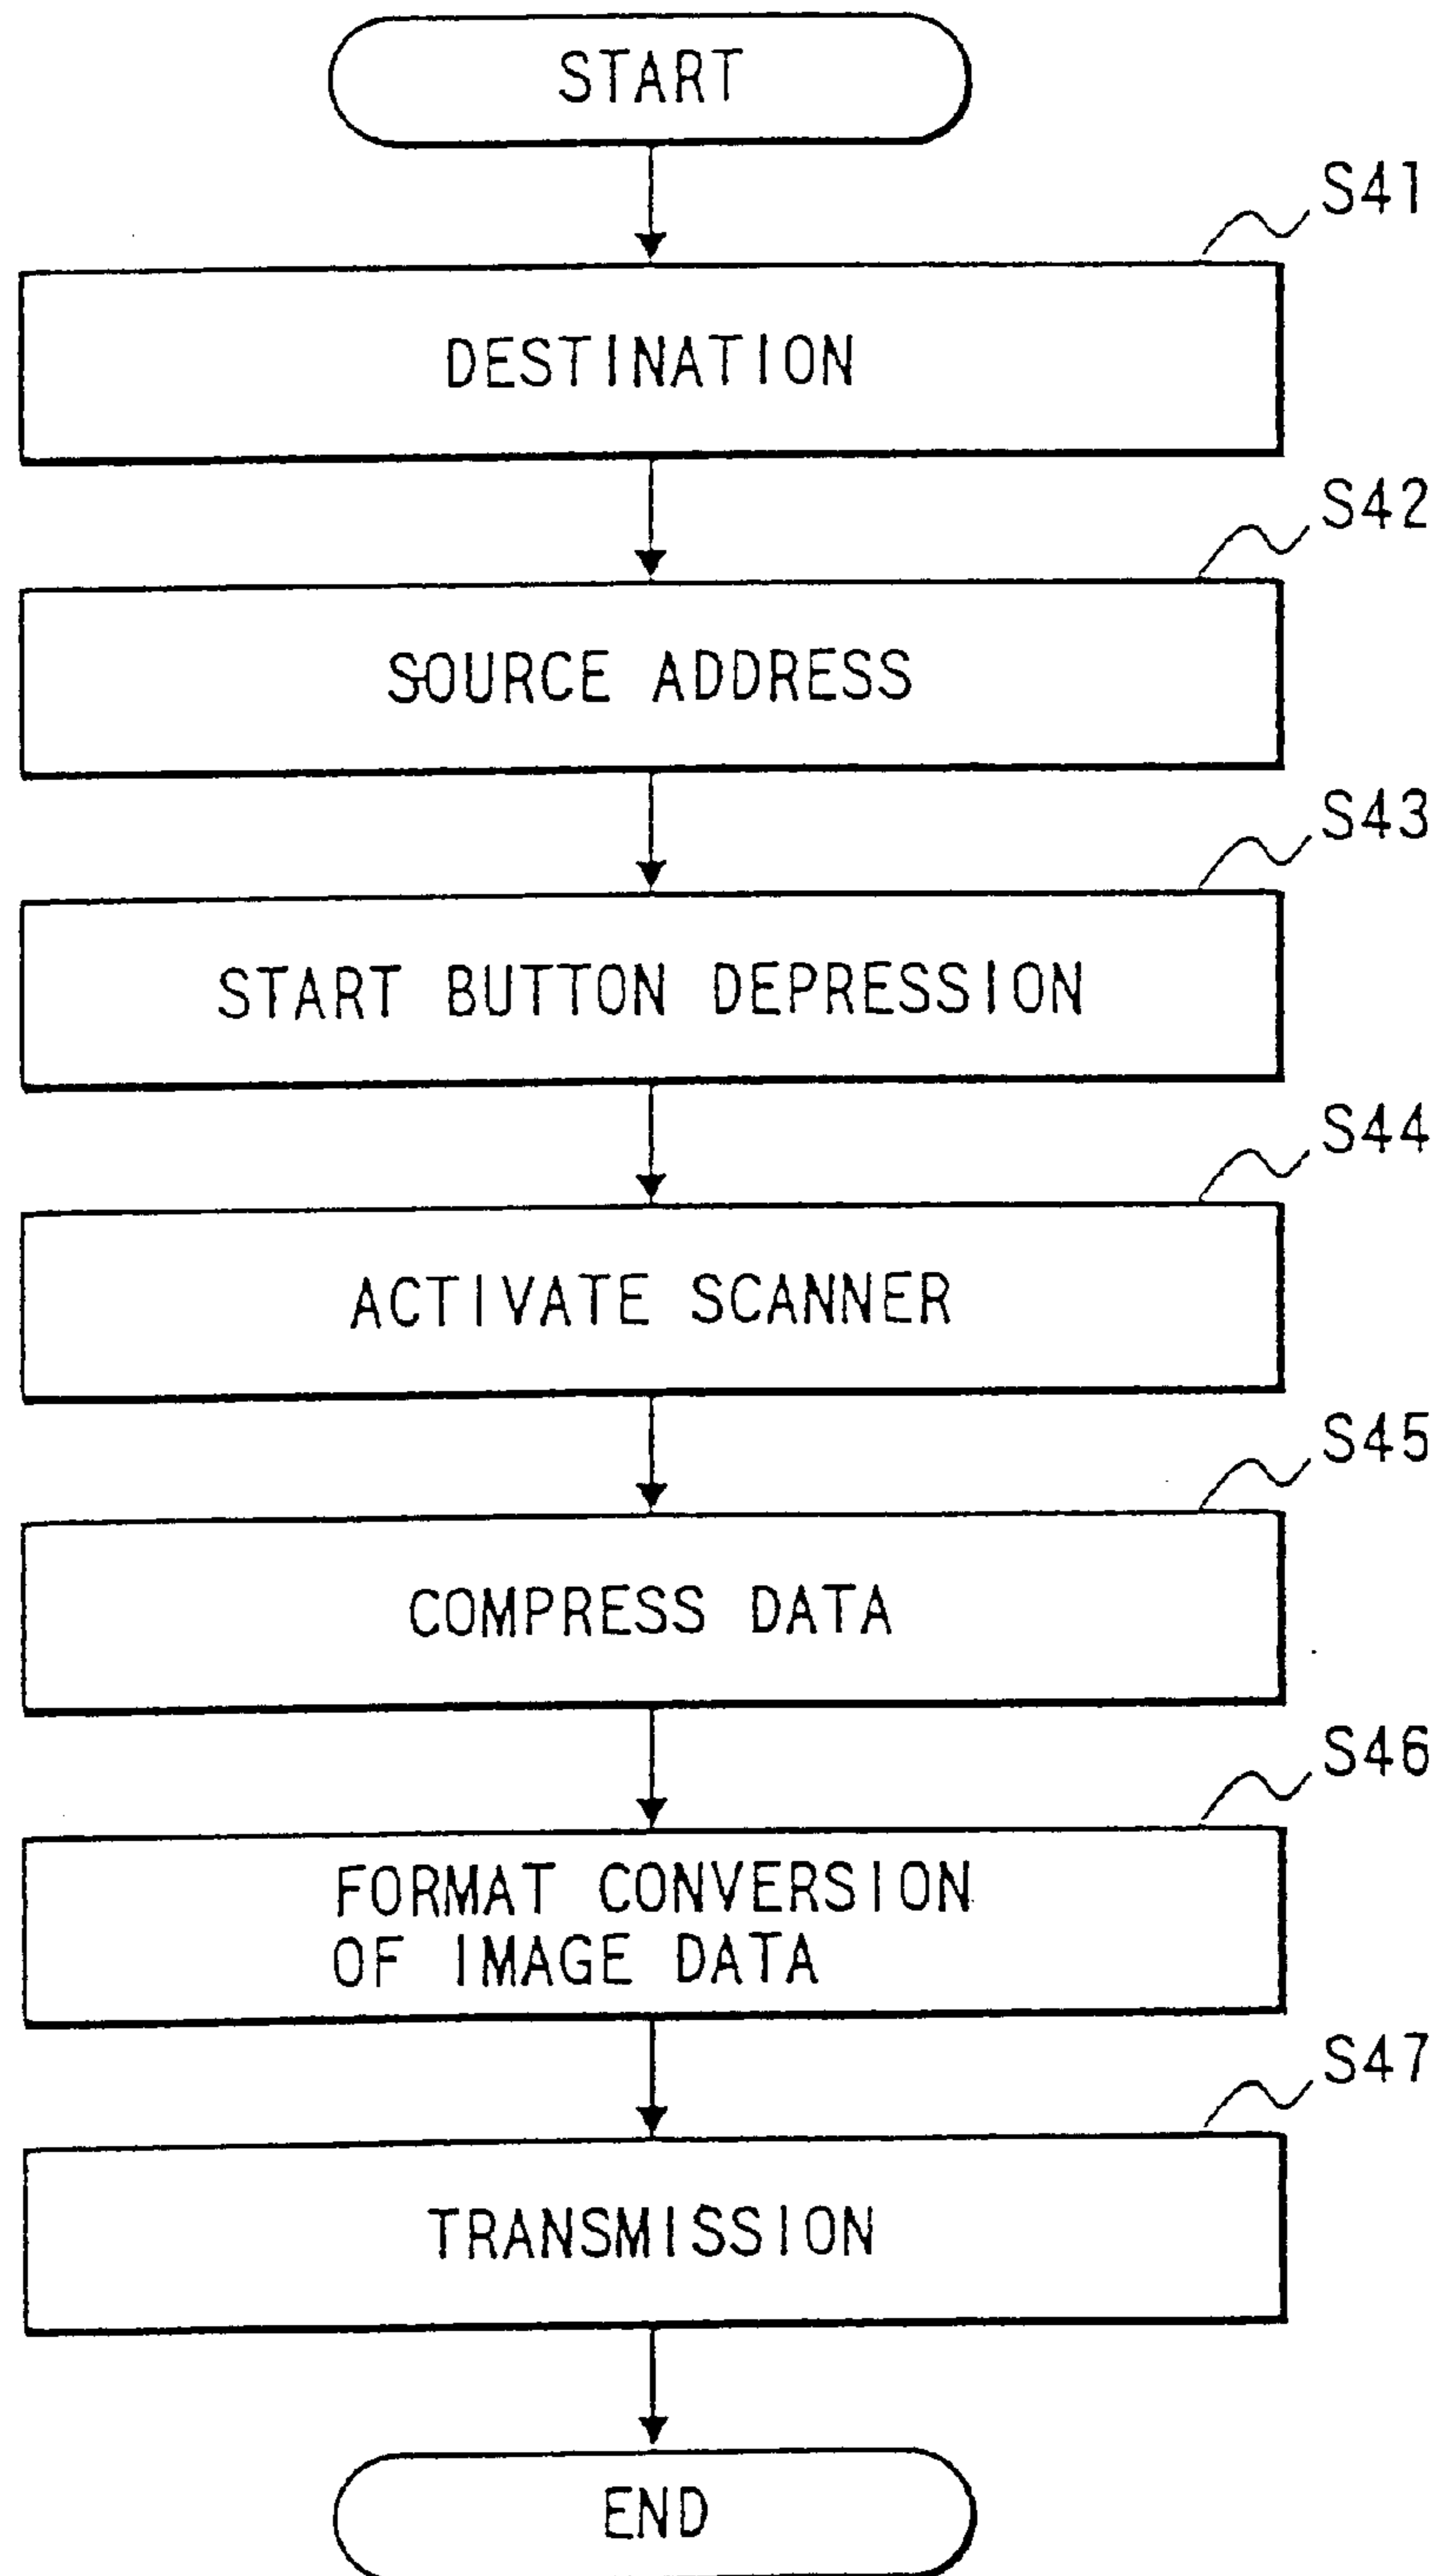 START
S41
DESTINATION
S42
SOURCE ADDRESS
S43
START BUTTON DEPRESSION
S44
ACTIVATE SCANNER
S45
COMPRESS DATA
S46
FORMAT CONVERSION
OF IMAGE DATA
S47
TRANSMISSION
END